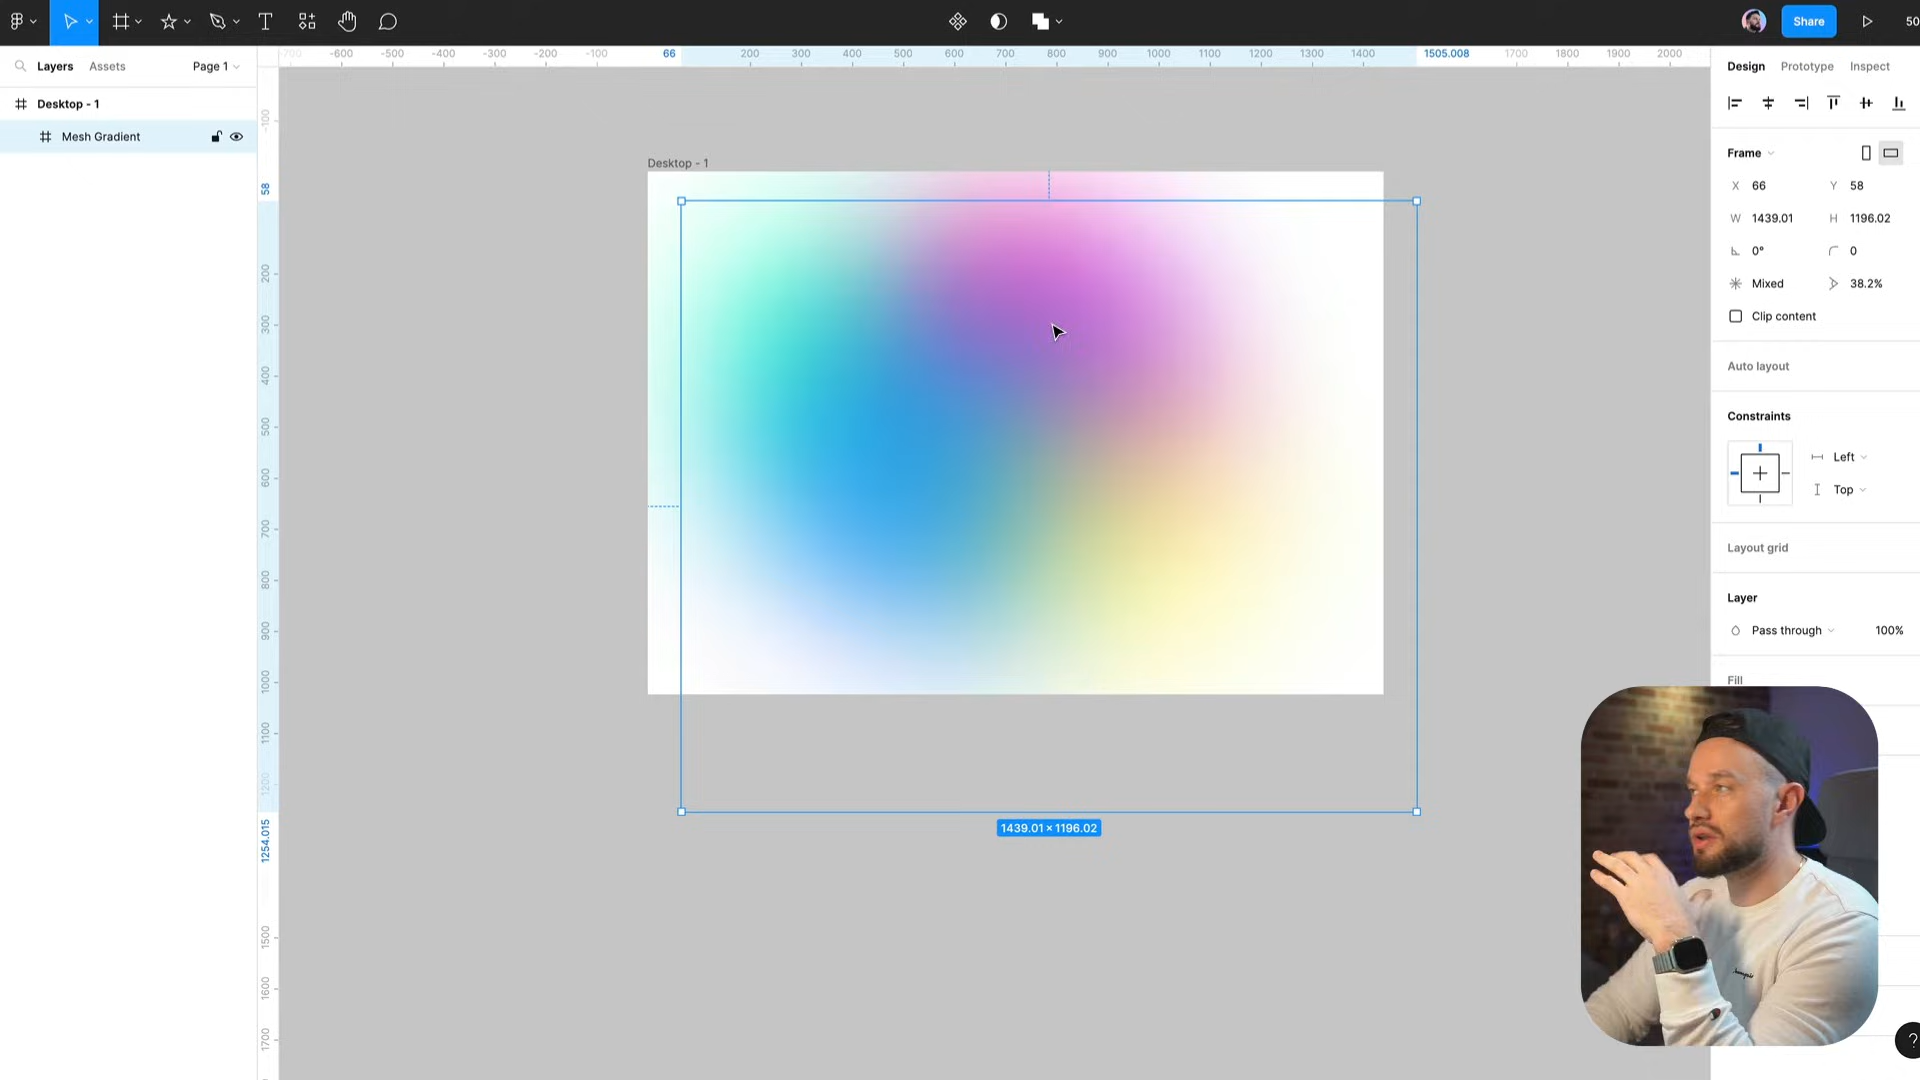 Share
50
Layers Assets Page 1
-700 -600 -500 -400 -300 -200 -100 66 200 300 400 500 600 700 800 900 1000 1100 1200 1300 1400 1505.008 1700 1800 1900 2000
Design Prototype Inspect
Desktop - 1
Mesh Gradient
-100
58
200
300
400
500
600
700
800
900
1000
1100
1200
1254.015
1500
1600
1700
Desktop - 1
1439.01 × 1196.02
Frame
X 66 Y 58
W 1439.01 H 1196.02
0° 0
Mixed 38.2%
Clip content
Auto layout
Constraints
Left
Top
Layout grid
Layer
Pass through 100%
Fill
?